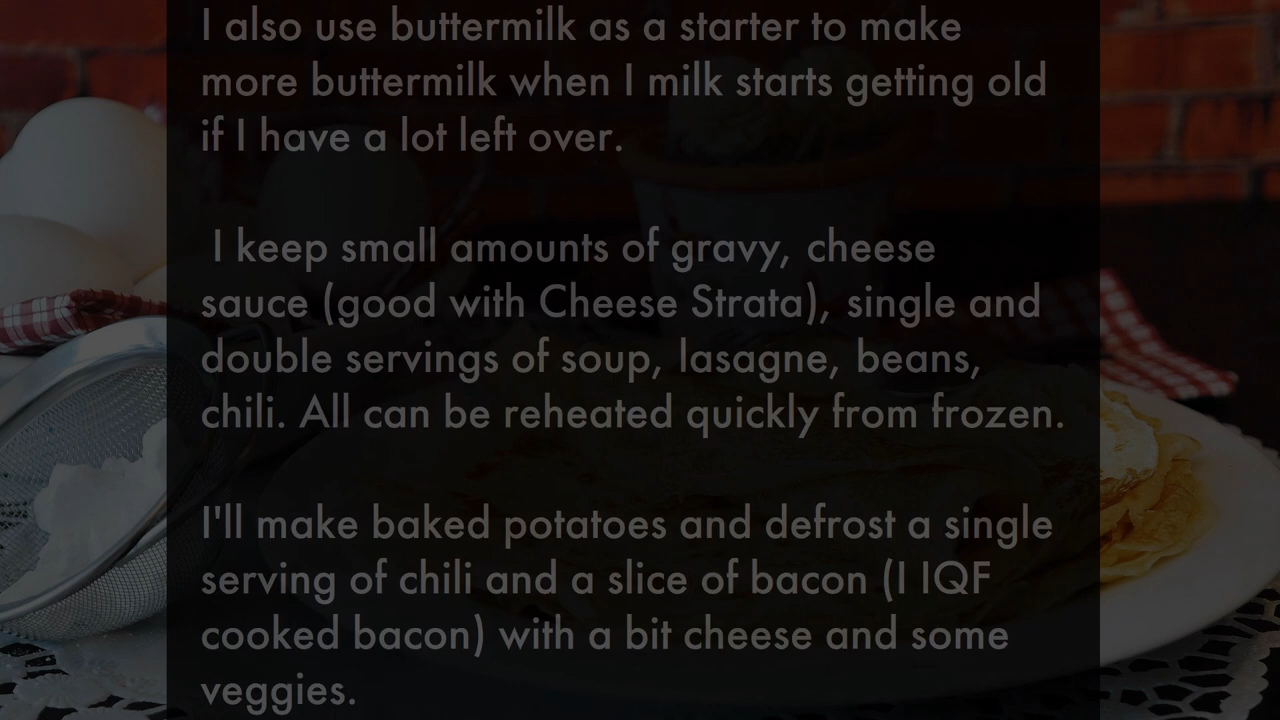 I also use buttermilk as a starter to make
more buttermilk when I milk starts getting old
if I have a lot left over.
I keep small amounts of gravy, cheese
sauce (good with Cheese Strata), single and
double servings of soup, lasagne, beans,
chili. All can be reheated quickly from frozen.
I'll make baked potatoes and defrost a single
serving of chili and a slice of bacon (I IQF
cooked bacon) with a bit cheese and some
veggies.